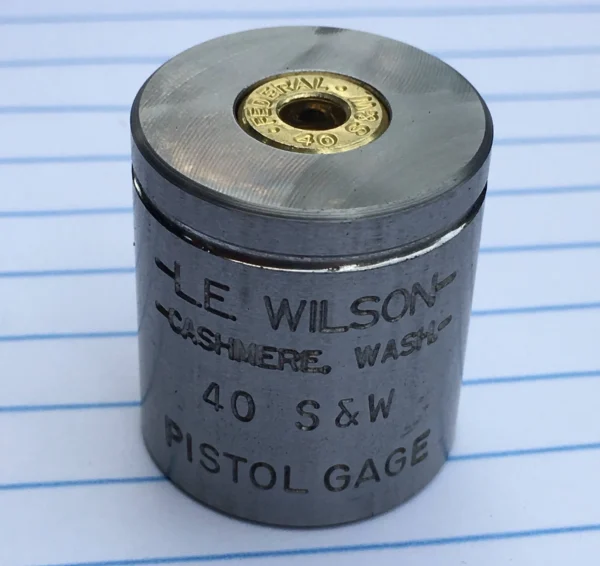 · FEDERAL · 
40
-L.E. WILSON-
-CASHMERE, WASH.-
40 S&W
PISTOL GAGE